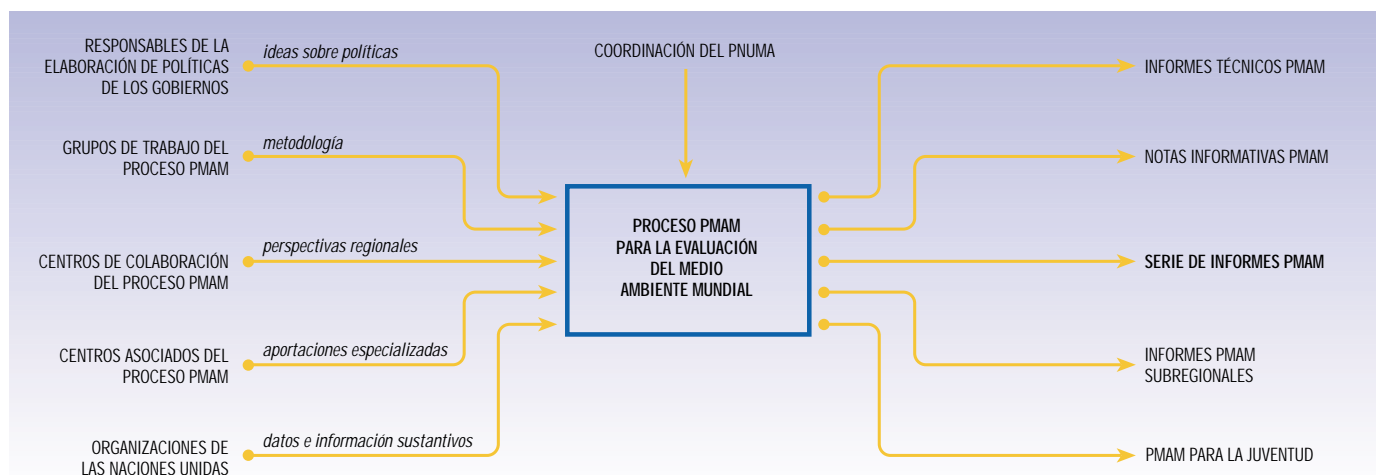 RESPONSABLES DE LA
ELABORACIÓN DE POLÍTICAS
DE LOS GOBIERNOS
ideas sobre políticas
GRUPOS DE TRABAJO DEL
PROCESO PMAM
metodología
CENTROS DE COLABORACIÓN
DEL PROCESO PMAM
perspectivas regionales
CENTROS ASOCIADOS DEL
PROCESO PMAM
aportaciones especializadas
ORGANIZACIONES DE
LAS NACIONES UNIDAS
datos e información sustantivos
COORDINACIÓN DEL PNUMA
PROCESO PMAM
PARA LA EVALUACIÓN
DEL MEDIO
AMBIENTE MUNDIAL
INFORMES TÉCNICOS PMAM
NOTAS INFORMATIVAS PMAM
SERIE DE INFORMES PMAM
INFORMES PMAM
SUBREGIONALES
PMAM PARA LA JUVENTUD